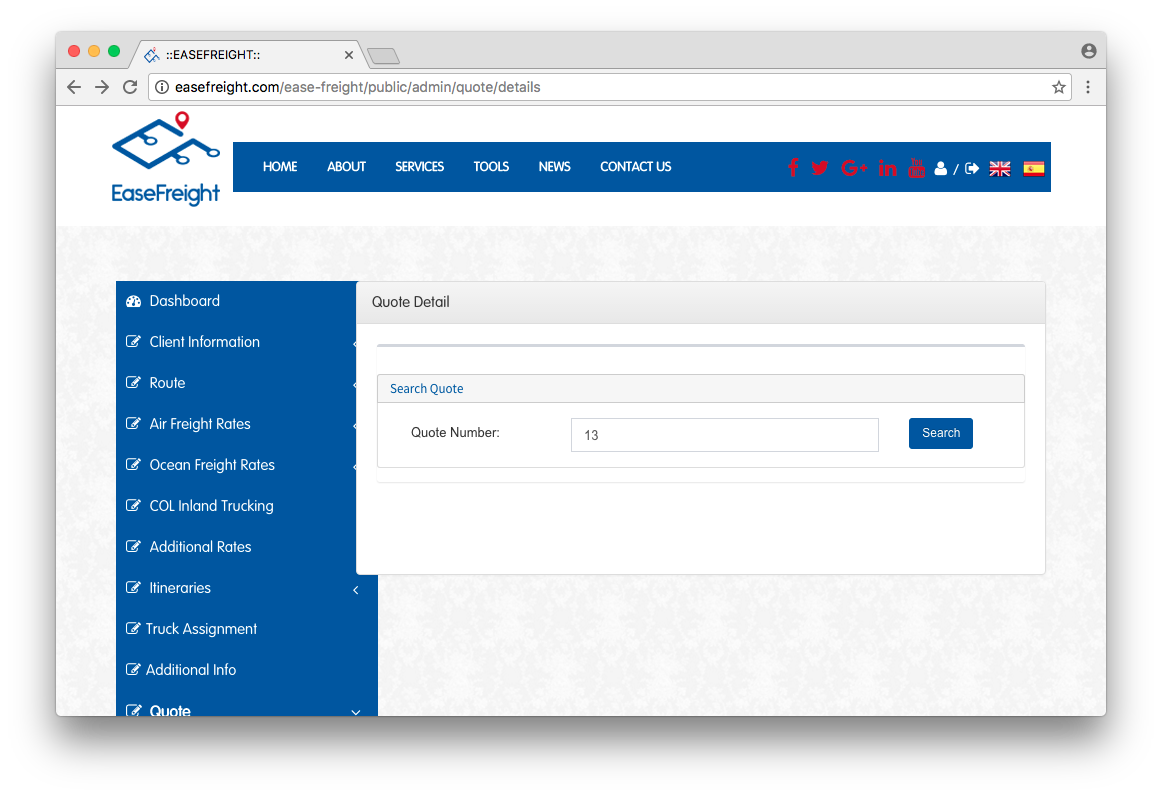 ::EASEFREIGHT::
easefreight.com/ease-freight/public/admin/quote/details
EaseFreight
HOME ABOUT SERVICES TOOLS NEWS CONTACT US /
Dashboard
Client Information
Route
Air Freight Rates
Ocean Freight Rates
COL Inland Trucking
Additional Rates
Itineraries
Truck Assignment
Additional Info
Quote
Quote Detail
Search Quote
Quote Number: 13 Search